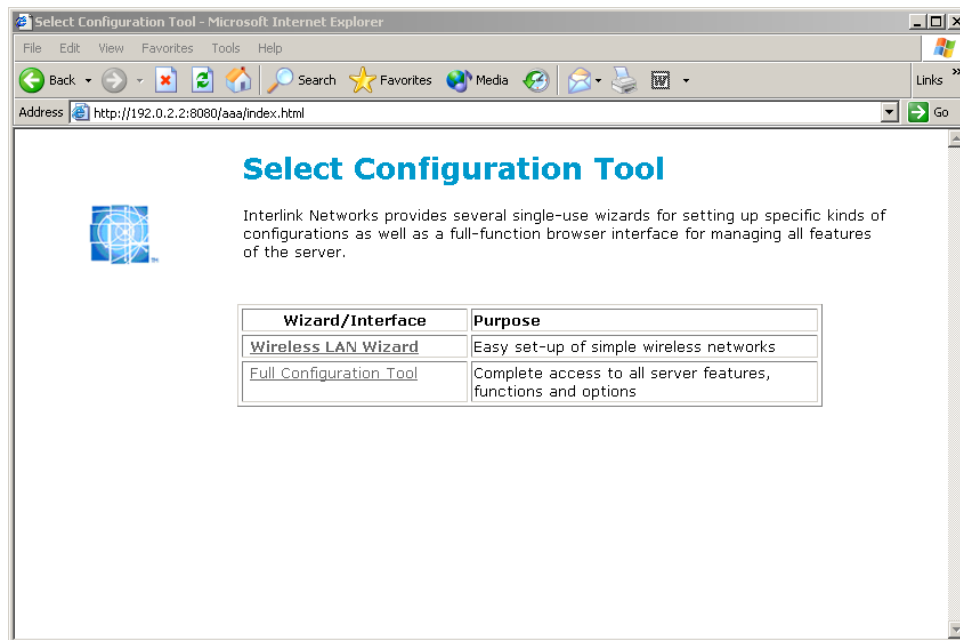 Select Configuration Tool - Microsoft Internet Explorer
File Edit View Favorites Tools Help
Back Search Favorites Media Links »
Address http://192.0.2.2:8080/aaa/index.html Go
Select Configuration Tool
Interlink Networks provides several single-use wizards for setting up specific kinds of
configurations as well as a full-function browser interface for managing all features
of the server.
Wizard/Interface Purpose
Wireless LAN Wizard Easy set-up of simple wireless networks
Full Configuration Tool Complete access to all server features,
functions and options